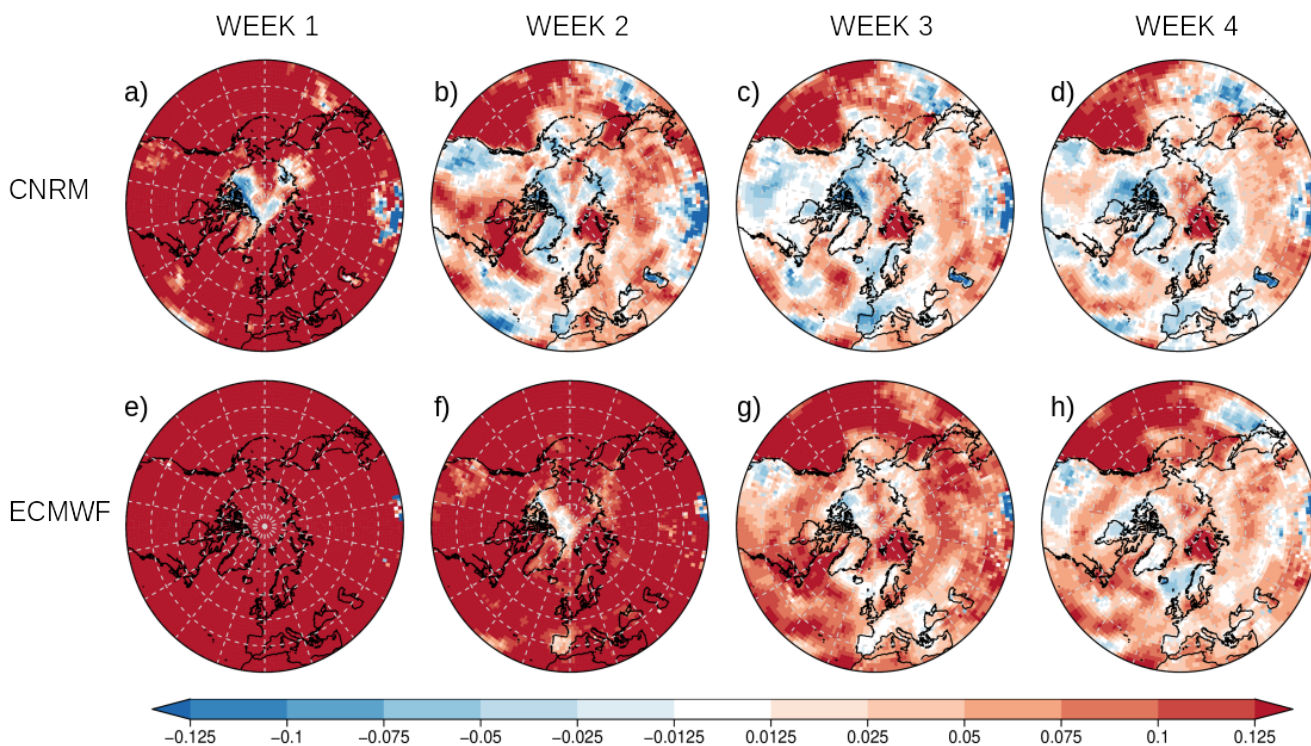 WEEK 1 WEEK 2 WEEK 3 WEEK 4
a) b) c) d)
CNRM
e) f) g) h)
ECMWF
−0.125 −0.1 −0.075 −0.05 −0.025 −0.0125 0.0125 0.025 0.05 0.075 0.1 0.125